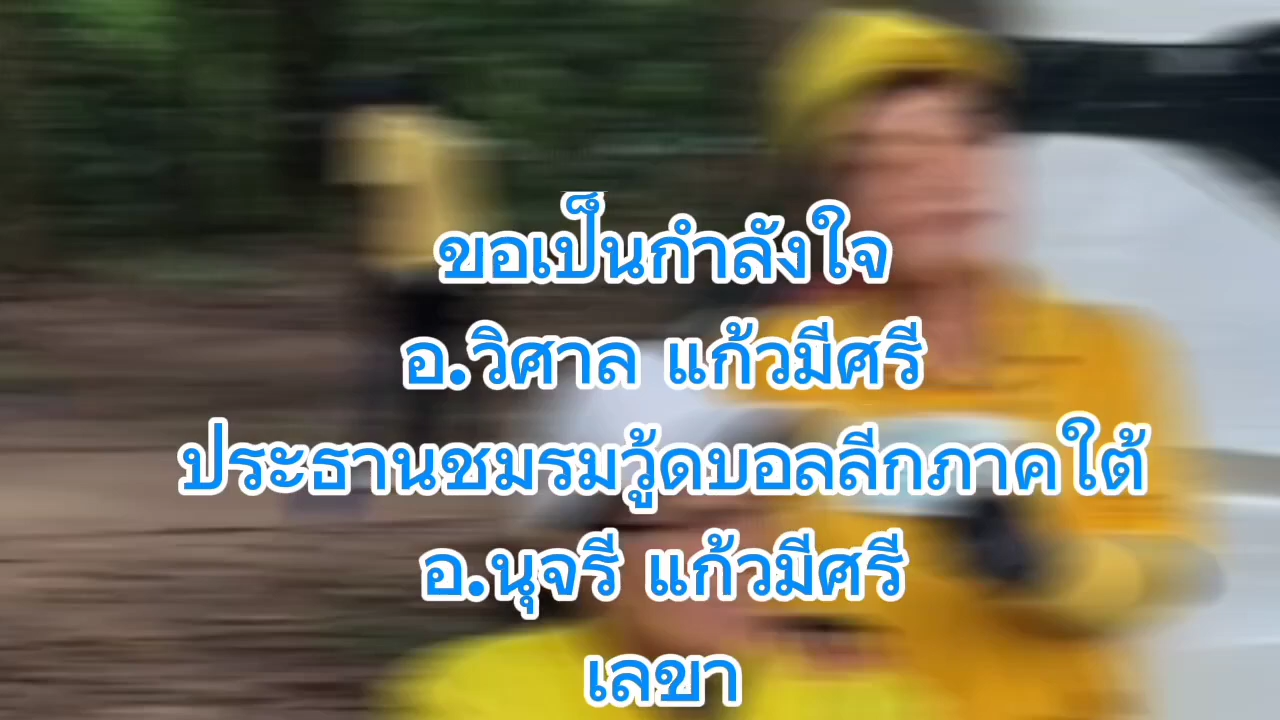 ขอเป็นกำลังใจ
อ.วิศาล แก้วมีศรี
ประธานชมรมวู้ดบอลลีกภาคใต้
อ.นุจรี แก้วมีศรี
เลขา